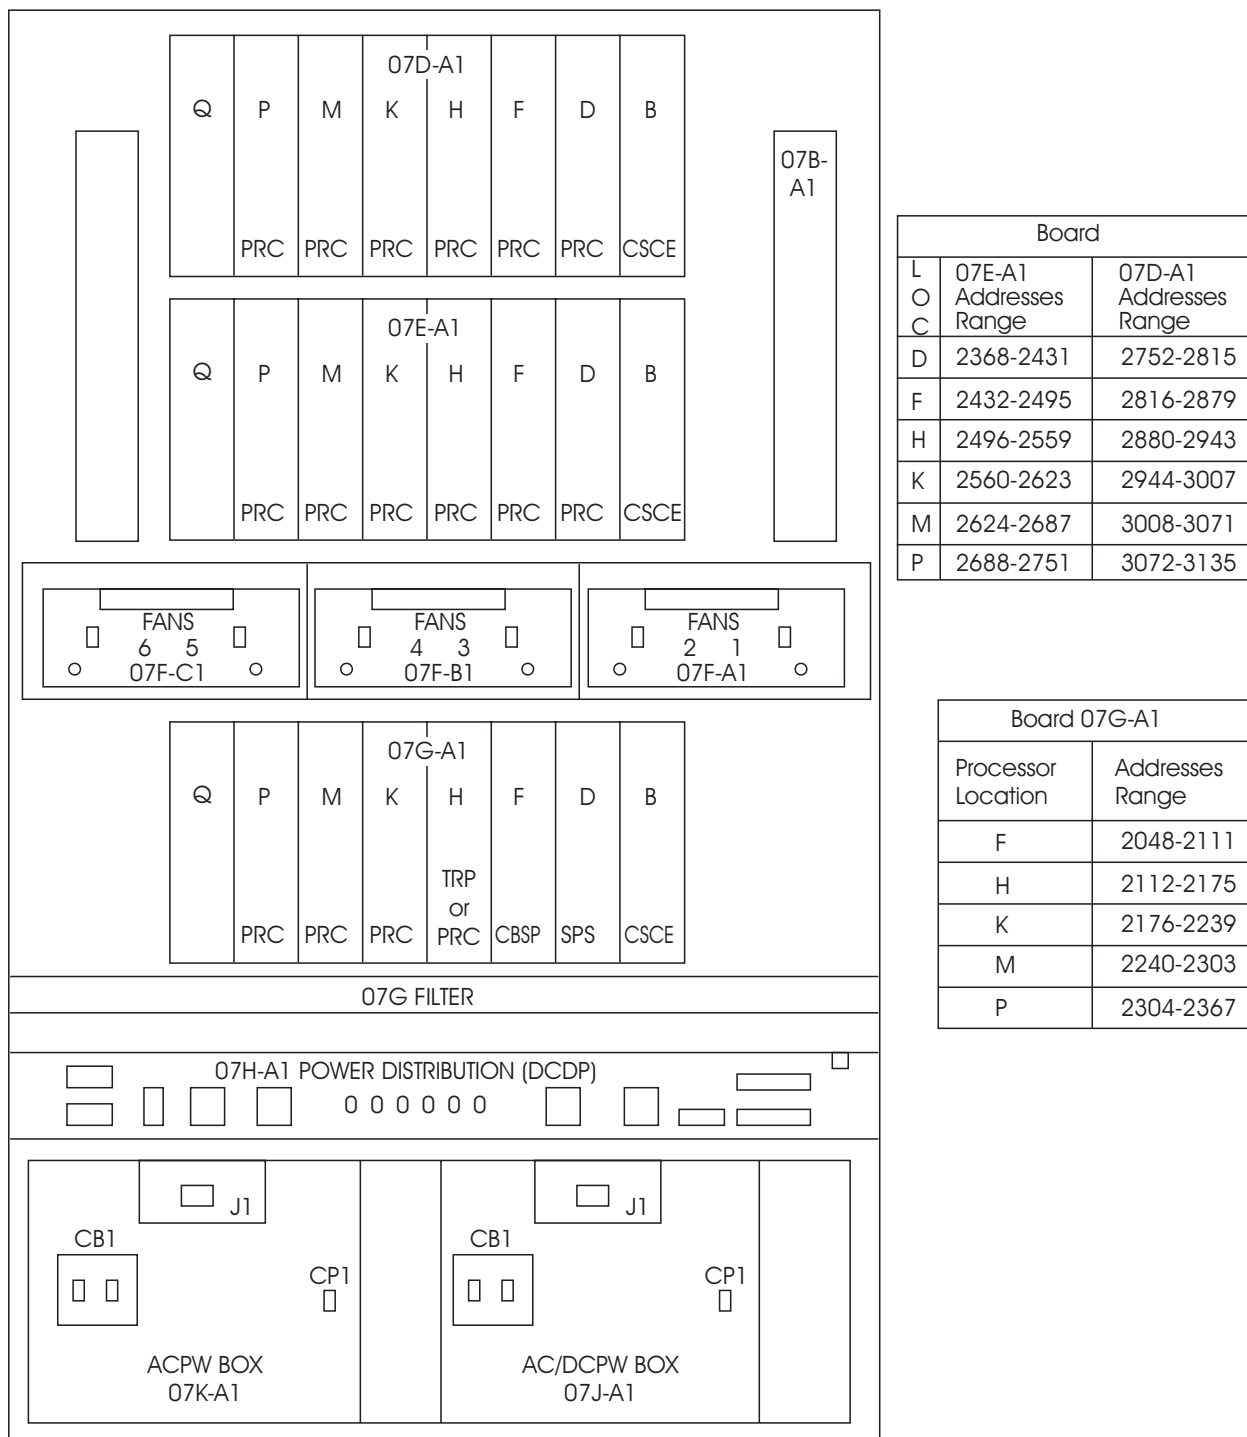 07D-A1
Q P M K H F D B
PRC PRC PRC PRC PRC PRC CSCE
07B-
A1
07E-A1
Q P M K H F D B
PRC PRC PRC PRC PRC PRC CSCE
FANS
6 5
07F-C1
FANS
4 3
07F-B1
FANS
2 1
07F-A1
07G-A1
Q P M K H F D B
TRP
or
PRC PRC PRC PRC CBSP SPS CSCE
07G FILTER
07H-A1 POWER DISTRIBUTION (DCDP)
0 0 0 0 0 0
J1
CB1
CP1
ACPW BOX
07K-A1
J1
CB1
CP1
AC/DCPW BOX
07J-A1
Board
L 07E-A1 07D-A1
O Addresses Addresses
C Range Range
D 2368-2431 2752-2815
F 2432-2495 2816-2879
H 2496-2559 2880-2943
K 2560-2623 2944-3007
M 2624-2687 3008-3071
P 2688-2751 3072-3135
Board 07G-A1
Processor Addresses
Location Range
F 2048-2111
H 2112-2175
K 2176-2239
M 2240-2303
P 2304-2367